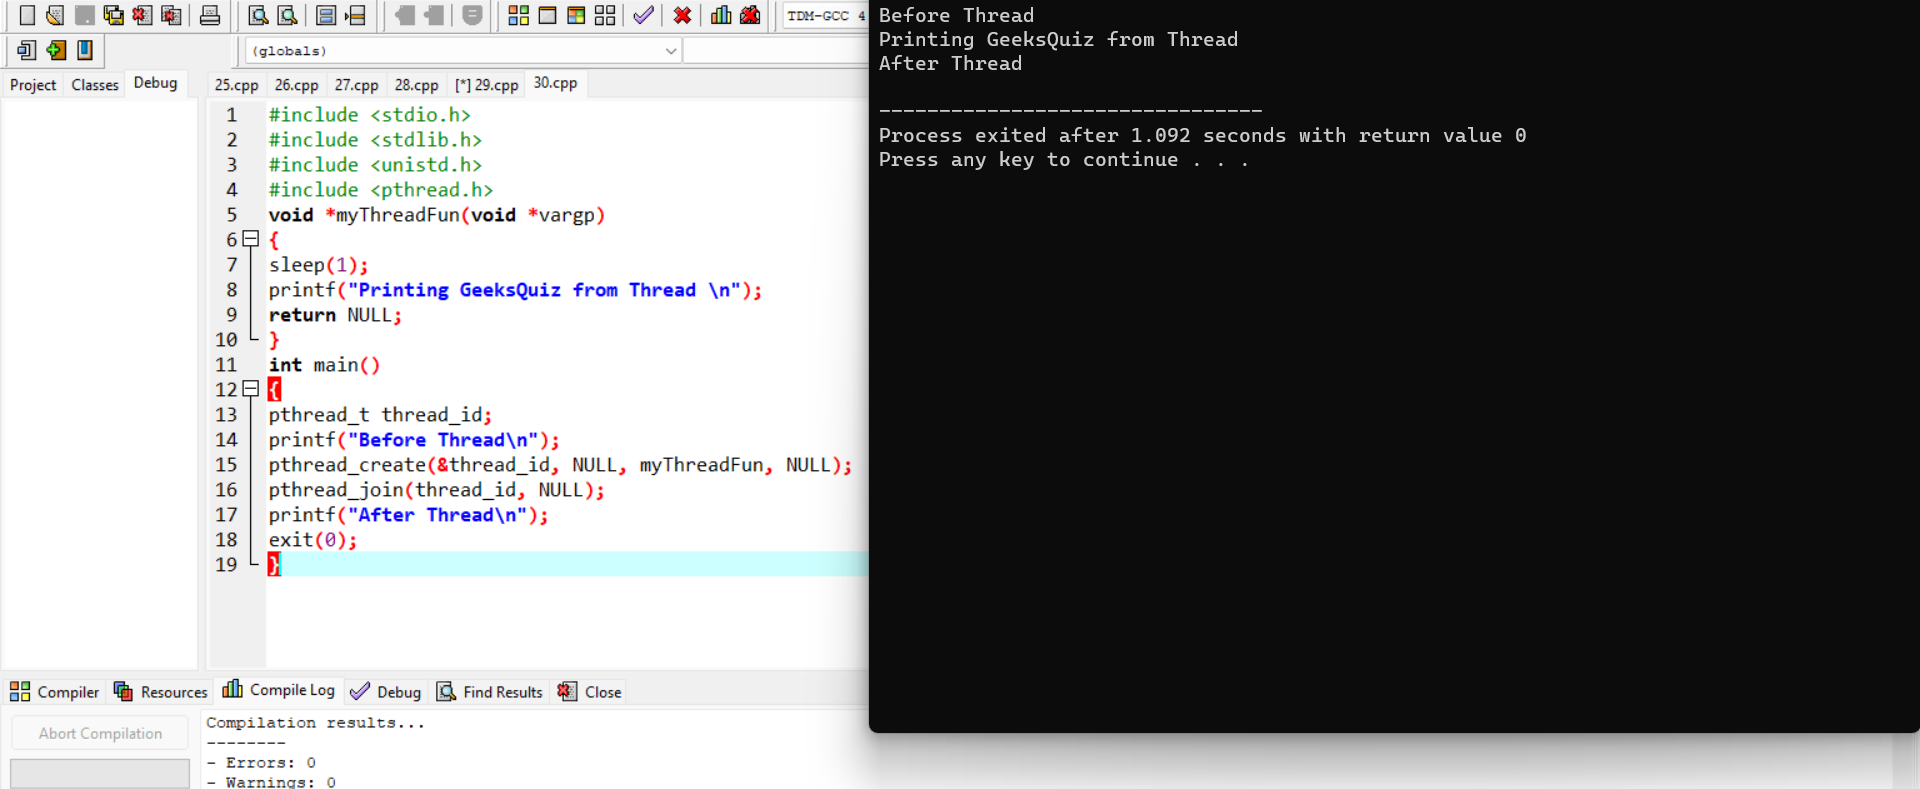 TDM-GCC 4
(globals)
Project Classes Debug
25.cpp 26.cpp 27.cpp 28.cpp [*] 29.cpp 30.cpp
1 #include <stdio.h>
2 #include <stdlib.h>
3 #include <unistd.h>
4 #include <pthread.h>
5 void *myThreadFun(void *vargp)
6 {
7 sleep(1);
8 printf("Printing GeeksQuiz from Thread \n");
9 return NULL;
10 }
11 int main()
12 {
13 pthread_t thread_id;
14 printf("Before Thread\n");
15 pthread_create(&thread_id, NULL, myThreadFun, NULL);
16 pthread_join(thread_id, NULL);
17 printf("After Thread\n");
18 exit(0);
19 }
Compiler Resources Compile Log Debug Find Results Close
Abort Compilation
Compilation results...
--------
- Errors: 0
- Warnings: 0
Before Thread
Printing GeeksQuiz from Thread
After Thread
--------------------------------
Process exited after 1.092 seconds with return value 0
Press any key to continue . . .